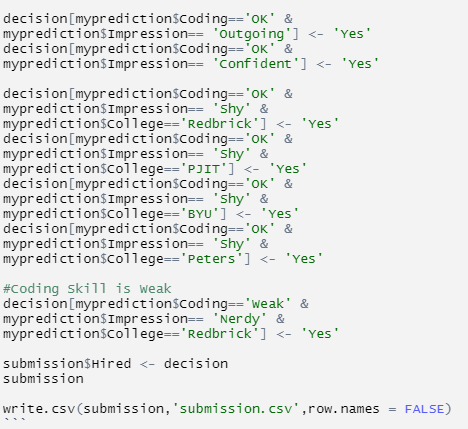 decision[myprediction$Coding=='OK' &
myprediction$Impression== 'Outgoing'] <- 'Yes'
decision[myprediction$Coding=='OK' &
myprediction$Impression== 'Confident'] <- 'Yes'
decision[myprediction$Coding=='OK' &
myprediction$Impression== 'Shy' &
myprediction$College=='Redbrick'] <- 'Yes'
decision[myprediction$Coding=='OK' &
myprediction$Impression== 'Shy' &
myprediction$College=='PJIT'] <- 'Yes'
decision[myprediction$Coding=='OK' &
myprediction$Impression== 'Shy' &
myprediction$College=='BYU'] <- 'Yes'
decision[myprediction$Coding=='OK' &
myprediction$Impression== 'Shy' &
myprediction$College=='Peters'] <- 'Yes'
#Coding Skill is Weak
decision[myprediction$Coding=='Weak' &
myprediction$Impression== 'Nerdy' &
myprediction$College=='Redbrick'] <- 'Yes'
submission$Hired <- decision
submission
write.csv(submission,'submission.csv',row.names = FALSE)
```